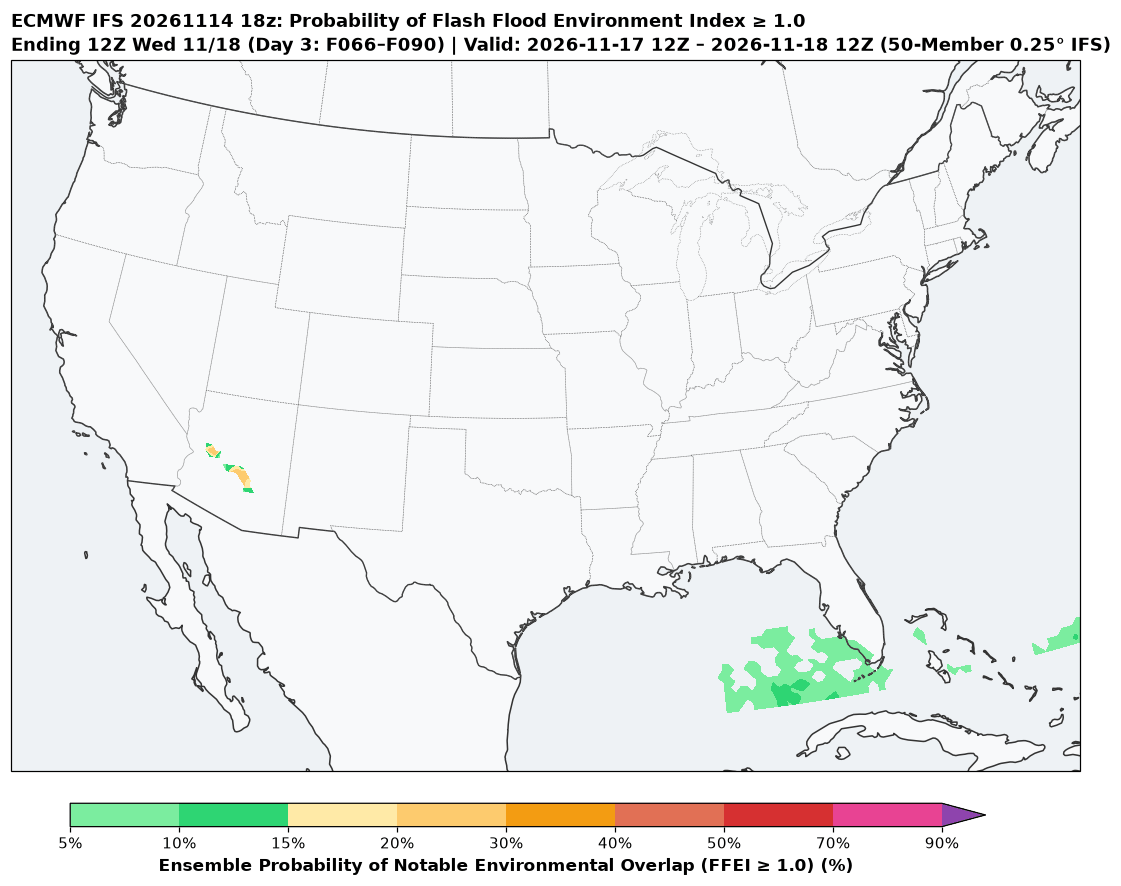 ECMWF IFS 20261114 18z: Probability of Flash Flood Environment Index ≥ 1.0
Ending 12Z Wed 11/18 (Day 3: F066–F090) | Valid: 2026-11-17 12Z – 2026-11-18 12Z (50-Member 0.25° IFS)
5% 10% 15% 20% 30% 40% 50% 70% 90%
Ensemble Probability of Notable Environmental Overlap (FFEI ≥ 1.0) (%)